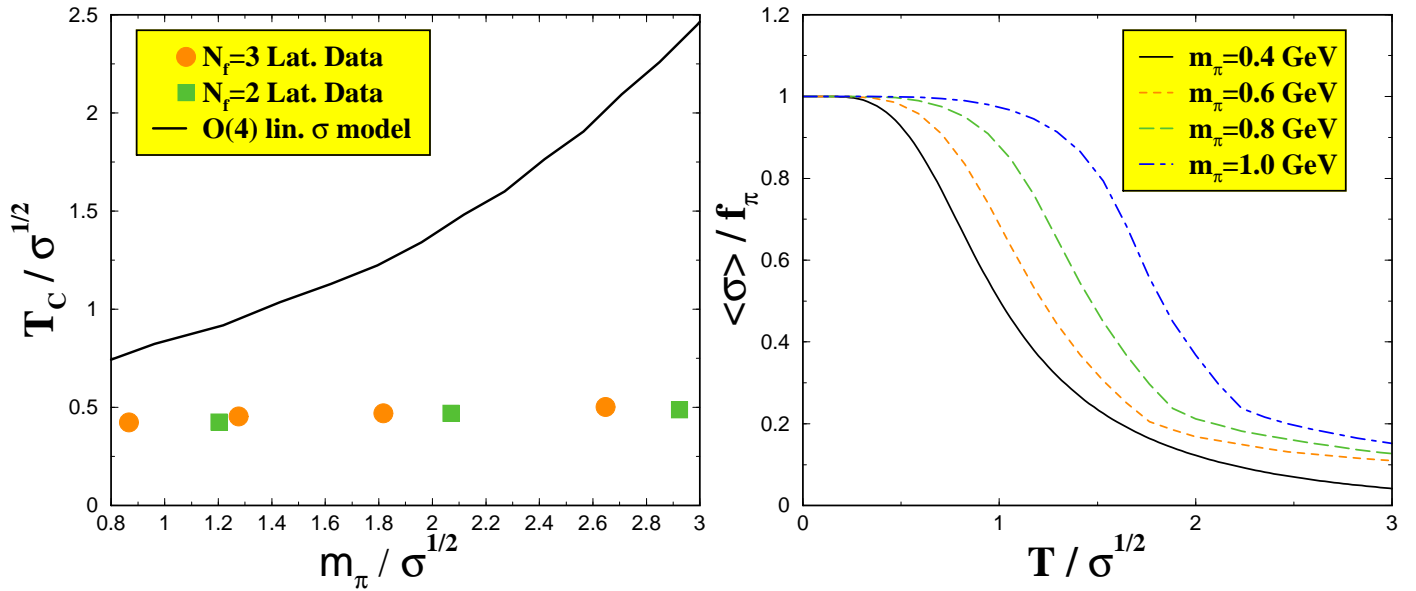 2.5
2
1.5
1
0.5
0
T_C / σ^{1/2}
N_f=3 Lat. Data
N_f=2 Lat. Data
O(4) lin. σ model
0.8 1 1.2 1.4 1.6 1.8 2 2.2 2.4 2.6 2.8 3
m_π / σ^{1/2}
1.2
1
0.8
0.6
0.4
0.2
0
<σ> / f_π
m_π=0.4 GeV
m_π=0.6 GeV
m_π=0.8 GeV
m_π=1.0 GeV
0 1 2 3
T / σ^{1/2}